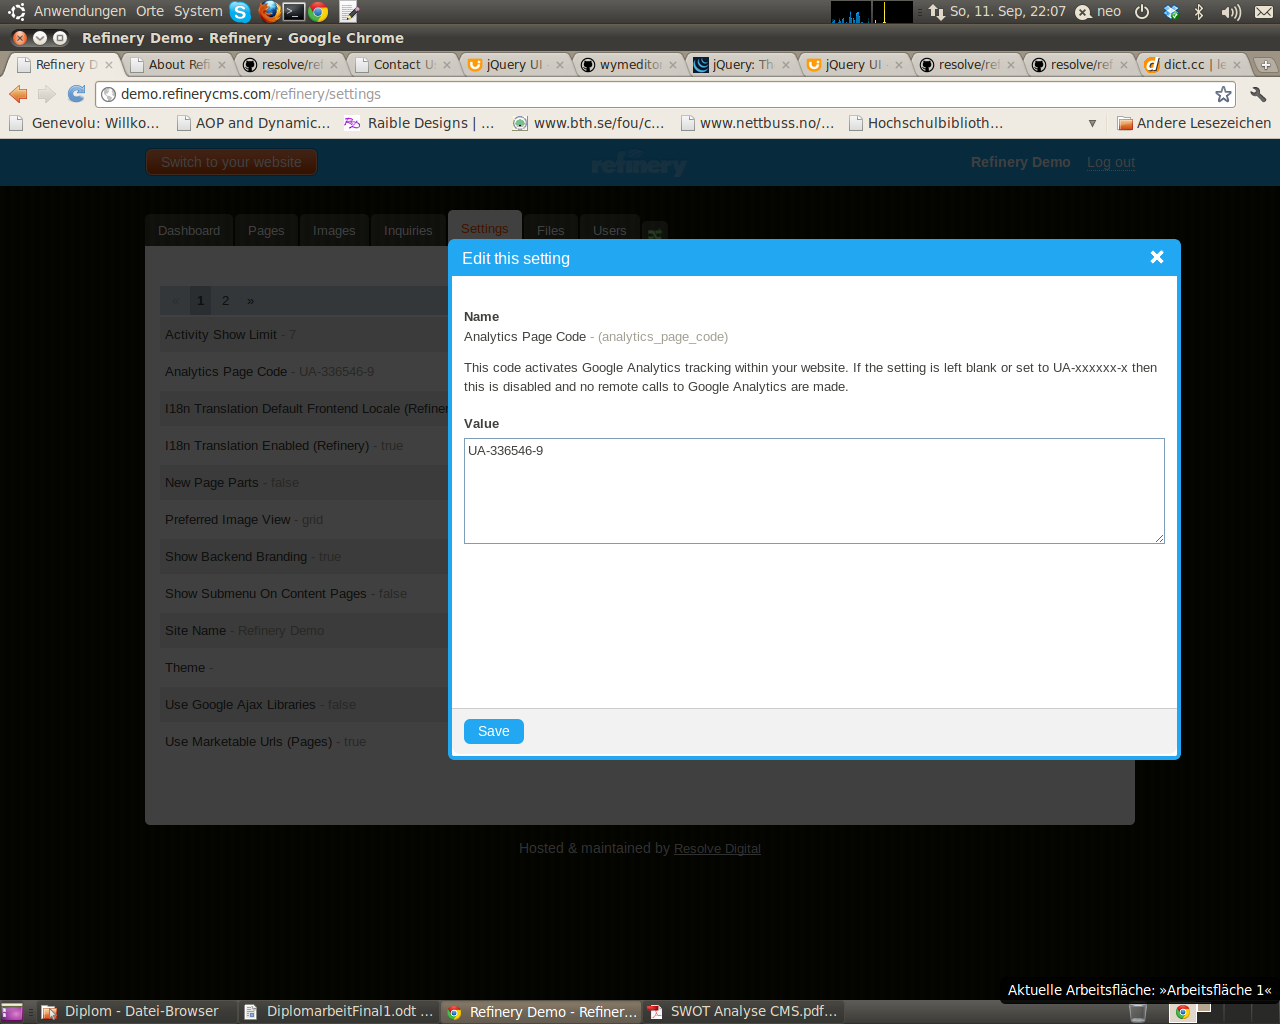 Anwendungen Orte System So, 11. Sep, 22:07 neo
Refinery Demo - Refinery - Google Chrome
Refinery D About Refi resolve/ref Contact U jQuery UI wymeditor jQuery: Th jQuery UI - resolve/ref resolve/ref dict.cc | le
demo.refinerycms.com/refinery/settings
Genevolu: Willko... AOP and Dynamic... Raible Designs | ... www.bth.se/fou/c... www.nettbuss.no/... Hochschulbiblioth... Andere Lesezeichen
Switch to your website refinery Refinery Demo Log out
Dashboard Pages Images Inquiries Settings Files Users
Edit this setting
« 1 2 »
Name
Activity Show Limit - 7
Analytics Page Code - (analytics_page_code)
Analytics Page Code - UA-336546-9
This code activates Google Analytics tracking within your website. If the setting is left blank or set to UA-xxxxxx-x then
this is disabled and no remote calls to Google Analytics are made.
I18n Translation Default Frontend Locale (Refiner
Value
I18n Translation Enabled (Refinery) - true
UA-336546-9
New Page Parts - false
Preferred Image View - grid
Show Backend Branding - true
Show Submenu On Content Pages - false
Site Name - Refinery Demo
Theme -
Use Google Ajax Libraries - false
Save
Use Marketable Urls (Pages) - true
Hosted & maintained by Resolve Digital
Aktuelle Arbeitsfläche: »Arbeitsfläche 1«
Diplom - Datei-Browser DiplomarbeitFinal1.odt ... Refinery Demo - Refiner... SWOT Analyse CMS.pdf...